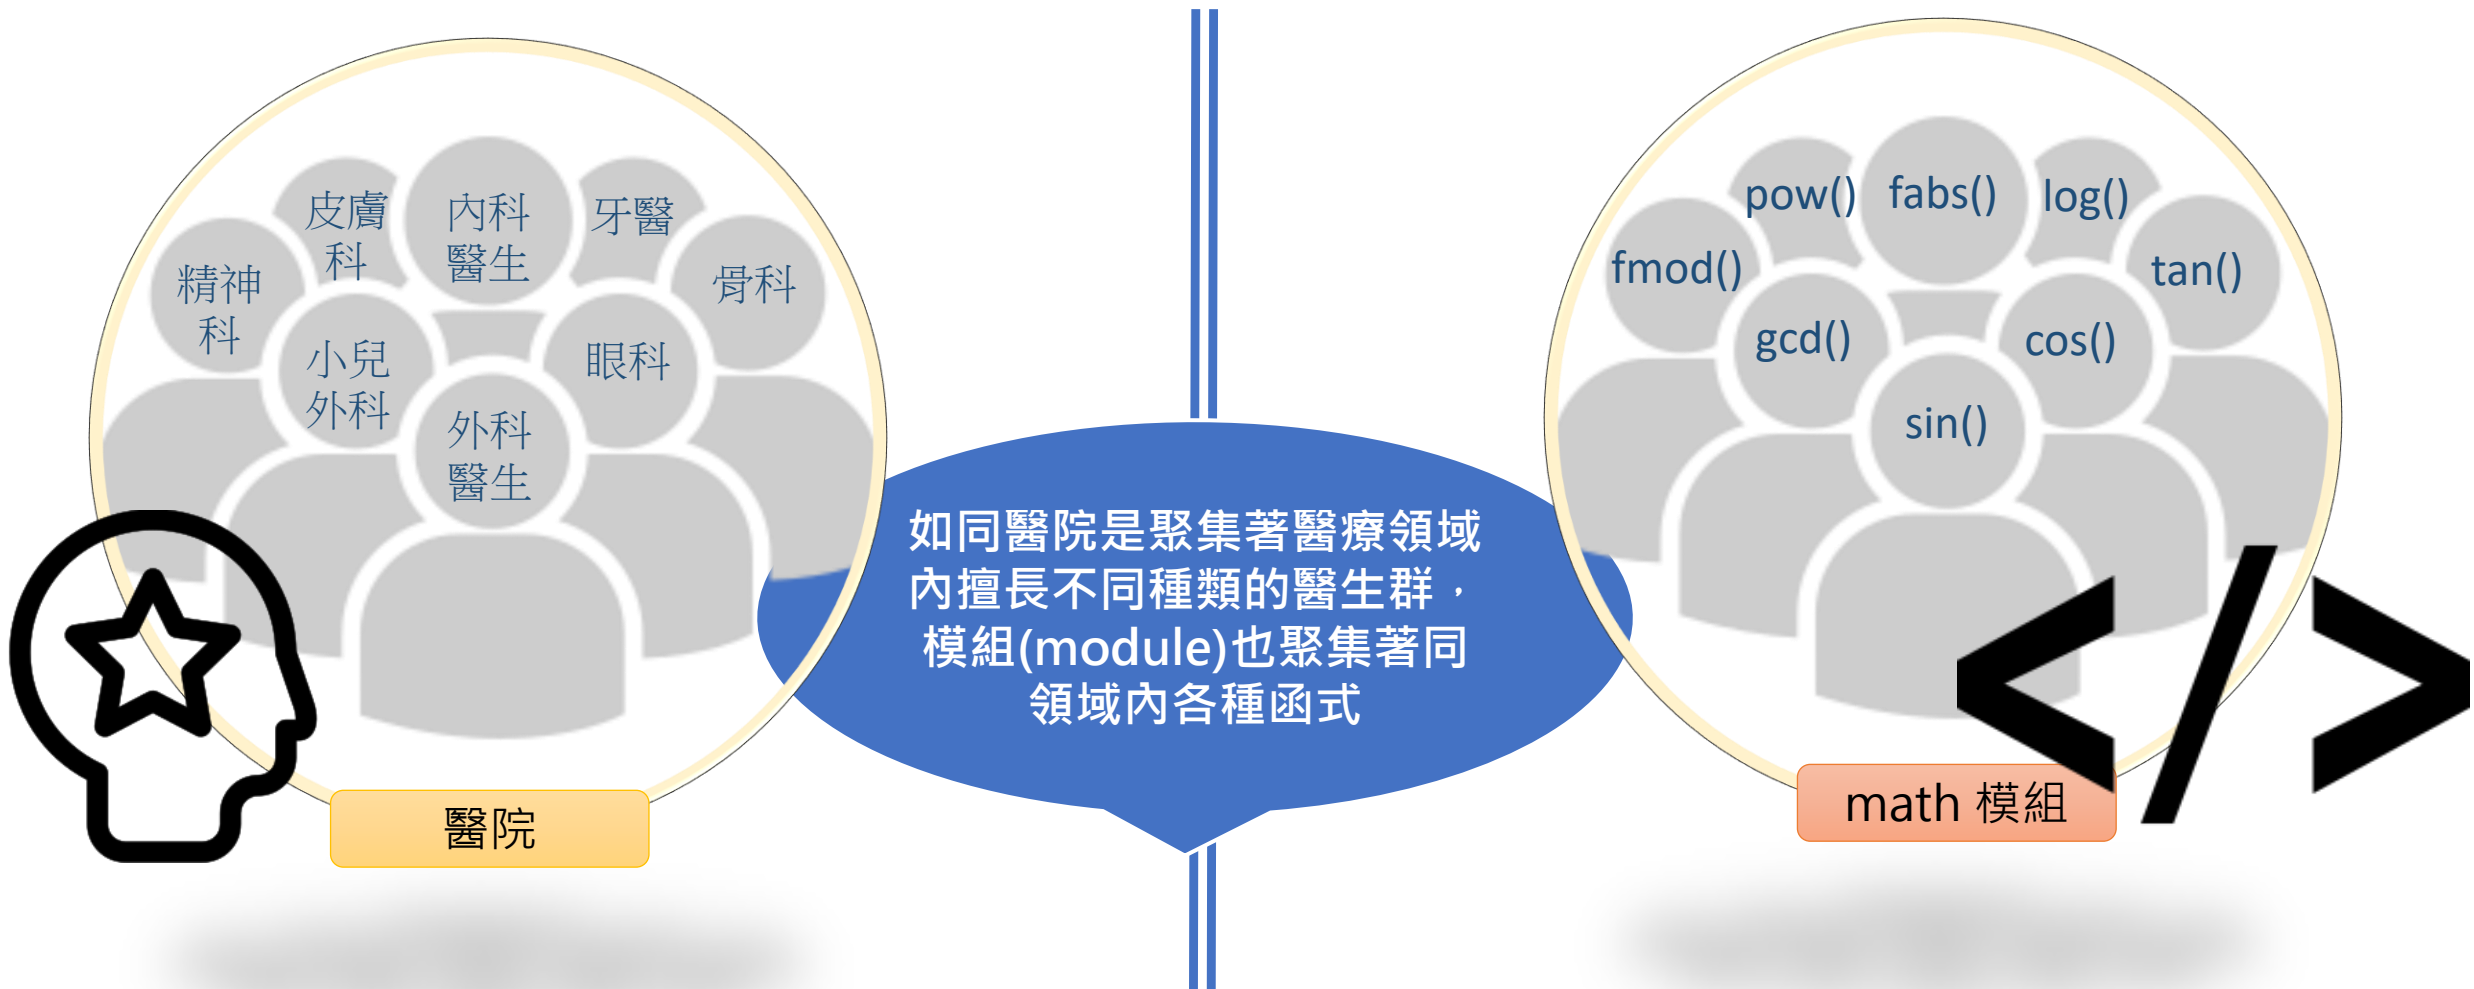 皮膚
科
內科
醫生
牙醫
精神
科
骨科
小兒
外科
眼科
外科
醫生
醫院
如同醫院是聚集著醫療領域
內擅長不同種類的醫生群，
模組(module)也聚集著同
領域內各種函式
pow()
fabs()
log()
fmod()
tan()
gcd()
cos()
sin()
</>
math 模組